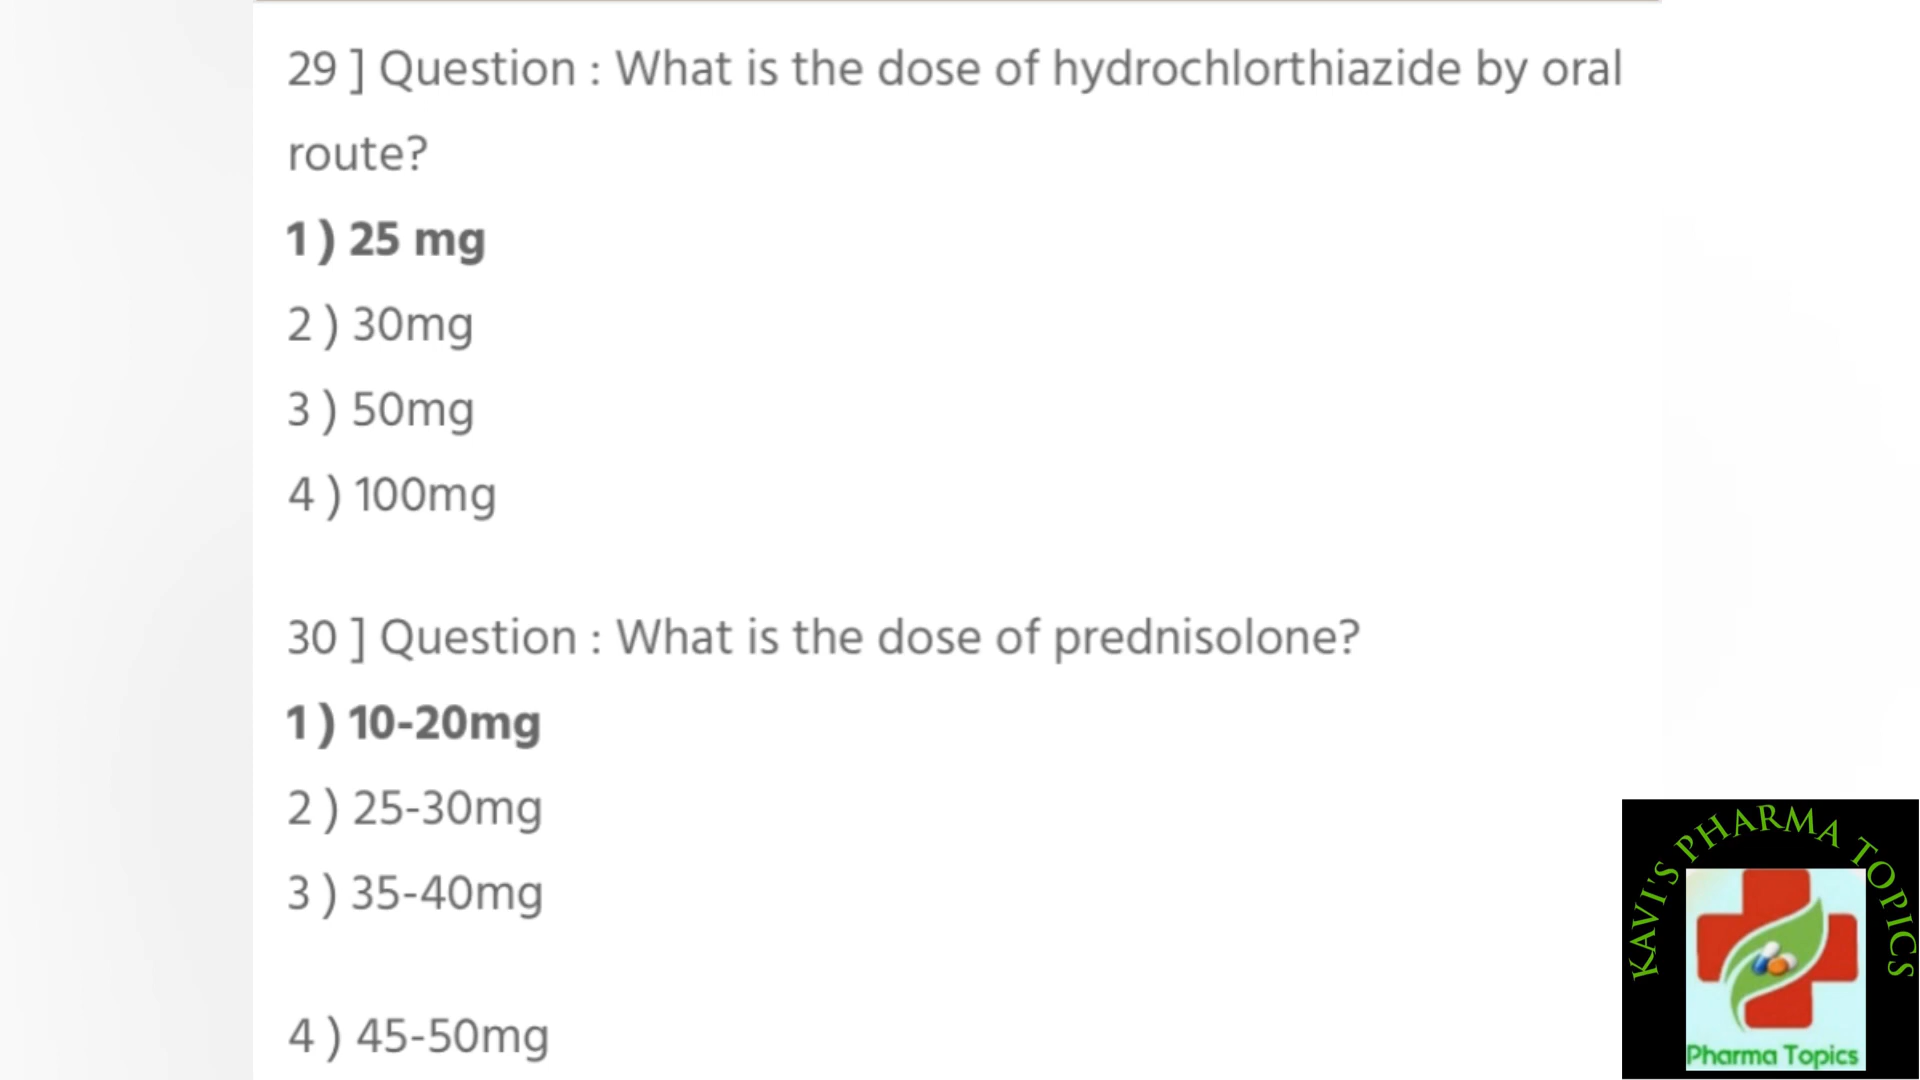 29 ] Question : What is the dose of hydrochlorthiazide by oral
route?
1 ) 25 mg
2 ) 30mg
3 ) 50mg
4 ) 100mg
30 ] Question : What is the dose of prednisolone?
1 ) 10-20mg
2 ) 25-30mg
3 ) 35-40mg
4 ) 45-50mg
KAVI'S PHARMA TOPICS
Pharma Topics